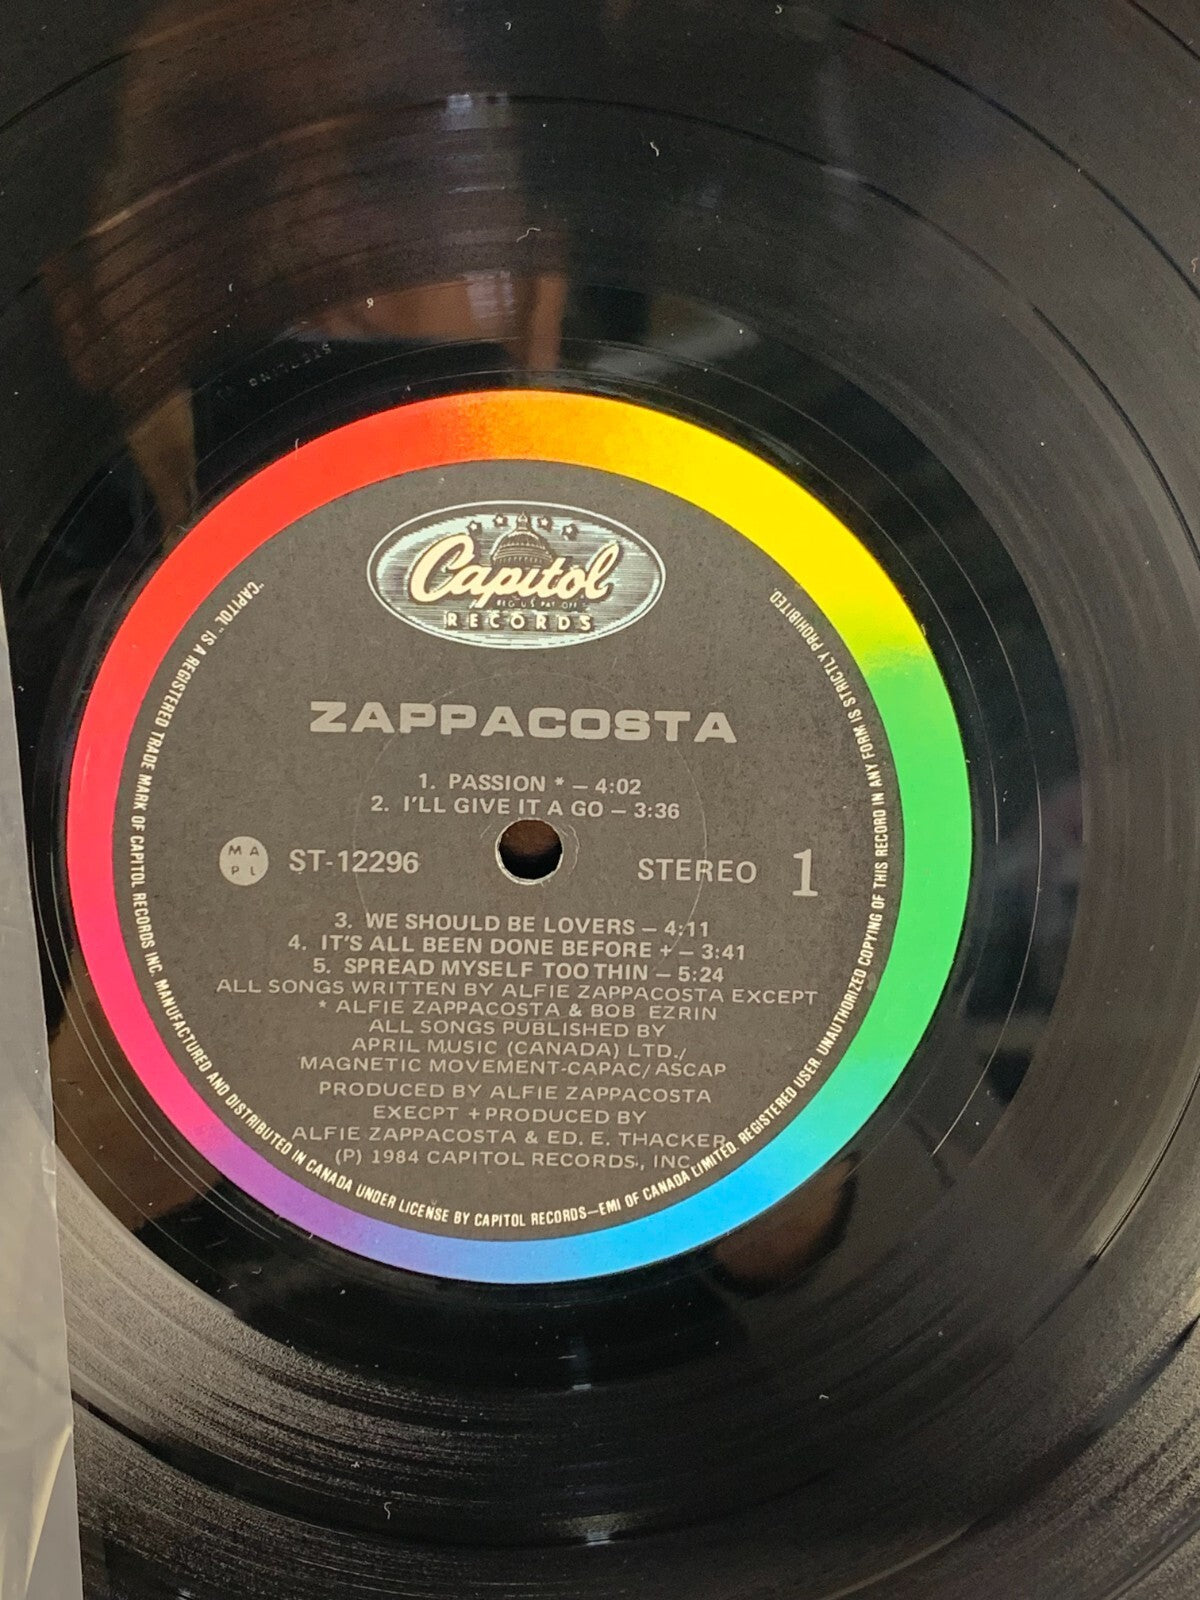 Capitol
REG. U.S. PAT. OFF.
RECORDS
ZAPPACOSTA
1. PASSION * – 4:02
2. I'LL GIVE IT A GO – 3:36
M A
P L
ST-12296
STEREO 1
3. WE SHOULD BE LOVERS – 4:11
4. IT'S ALL BEEN DONE BEFORE + – 3:41
5. SPREAD MYSELF TOO THIN – 5:24
ALL SONGS WRITTEN BY ALFIE ZAPPACOSTA EXCEPT
* ALFIE ZAPPACOSTA & BOB EZRIN
ALL SONGS PUBLISHED BY
APRIL MUSIC (CANADA) LTD./
MAGNETIC MOVEMENT-CAPAC/ASCAP
PRODUCED BY ALFIE ZAPPACOSTA
EXECPT +PRODUCED BY
ALFIE ZAPPACOSTA & ED. E. THACKER
(P) 1984 CAPITOL RECORDS, INC.
"CAPITOL" IS A REGISTERED TRADE MARK OF CAPITOL RECORDS INC. MANUFACTURED AND DISTRIBUTED IN CANADA UNDER LICENSE BY CAPITOL RECORDS–EMI OF CANADA LIMITED. REGISTERED USER. UNAUTHORIZED COPYING OF THIS RECORD IN ANY FORM IS STRICTLY PROHIBITED.
STERLING